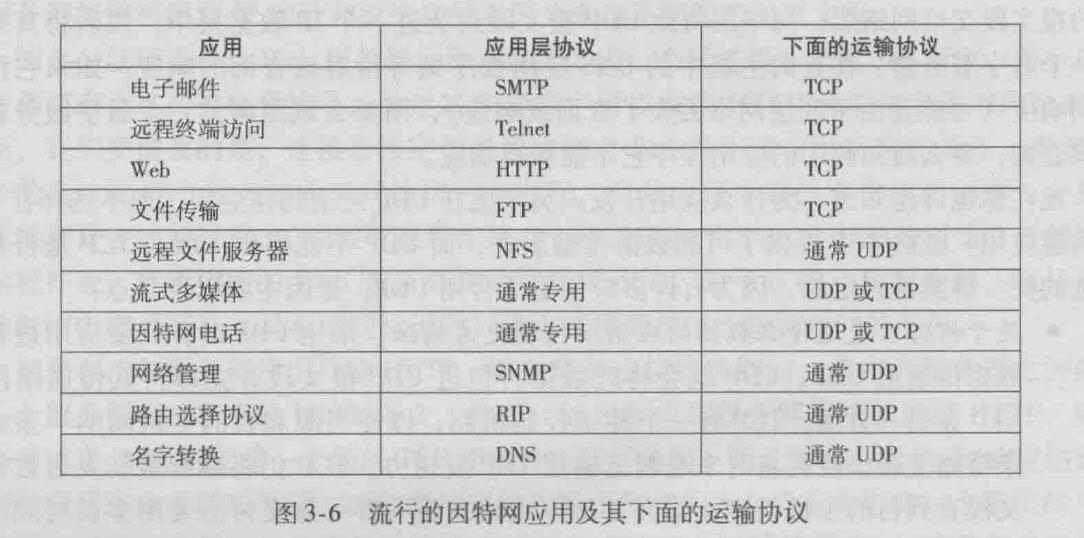 应用 应用层协议 下面的运输协议
电子邮件 SMTP TCP
远程终端访问 Telnet TCP
Web HTTP TCP
文件传输 FTP TCP
远程文件服务器 NFS 通常 UDP
流式多媒体 通常专用 UDP 或 TCP
因特网电话 通常专用 UDP 或 TCP
网络管理 SNMP 通常 UDP
路由选择协议 RIP 通常 UDP
名字转换 DNS 通常 UDP
图 3-6 流行的因特网应用及其下面的运输协议